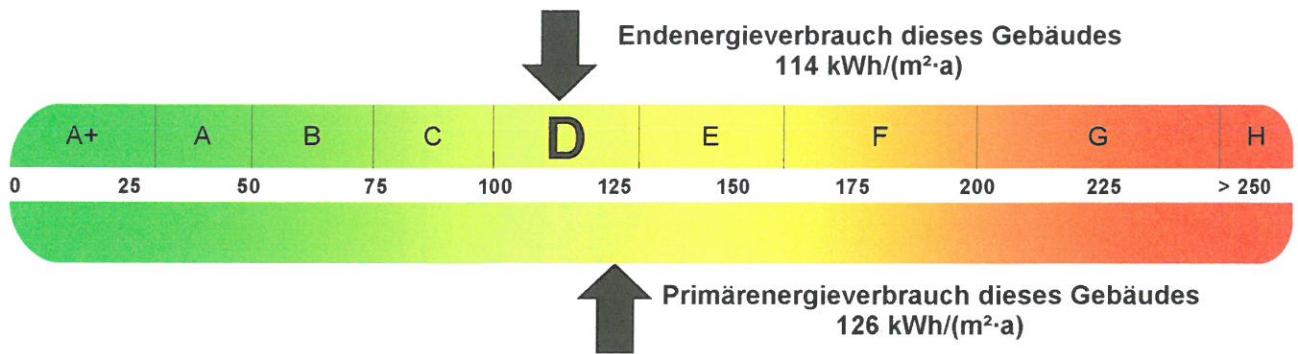 Endenergieverbrauch dieses Gebäudes
114 kWh/(m²·a)
A+ A B C D E F G H
0 25 50 75 100 125 150 175 200 225 > 250
Primärenergieverbrauch dieses Gebäudes
126 kWh/(m²·a)